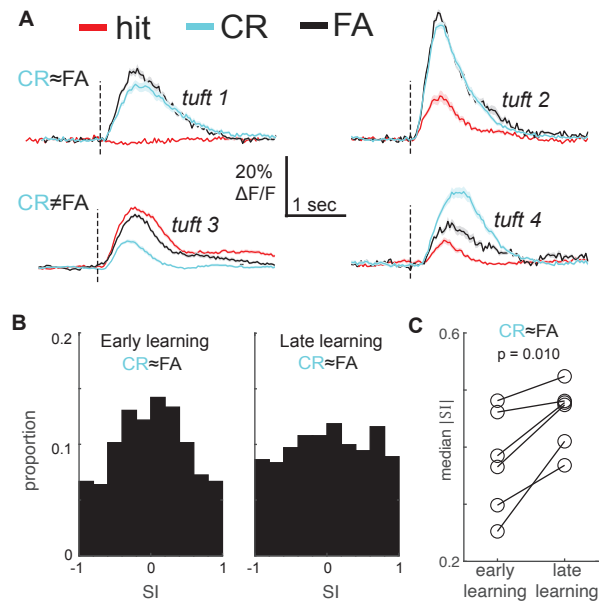 A
hit CR FA
CR≈FA
tuft 1
tuft 2
20%
ΔF/F
1 sec
CR≠FA
tuft 3
tuft 4
B
0.2
0.1
0
proportion
Early learning
CR≈FA
-1 0 1
SI
Late learning
CR≈FA
-1 0 1
SI
C
CR≈FA
p = 0.010
0.6
0.2
median |SI|
early
learning
late
learning